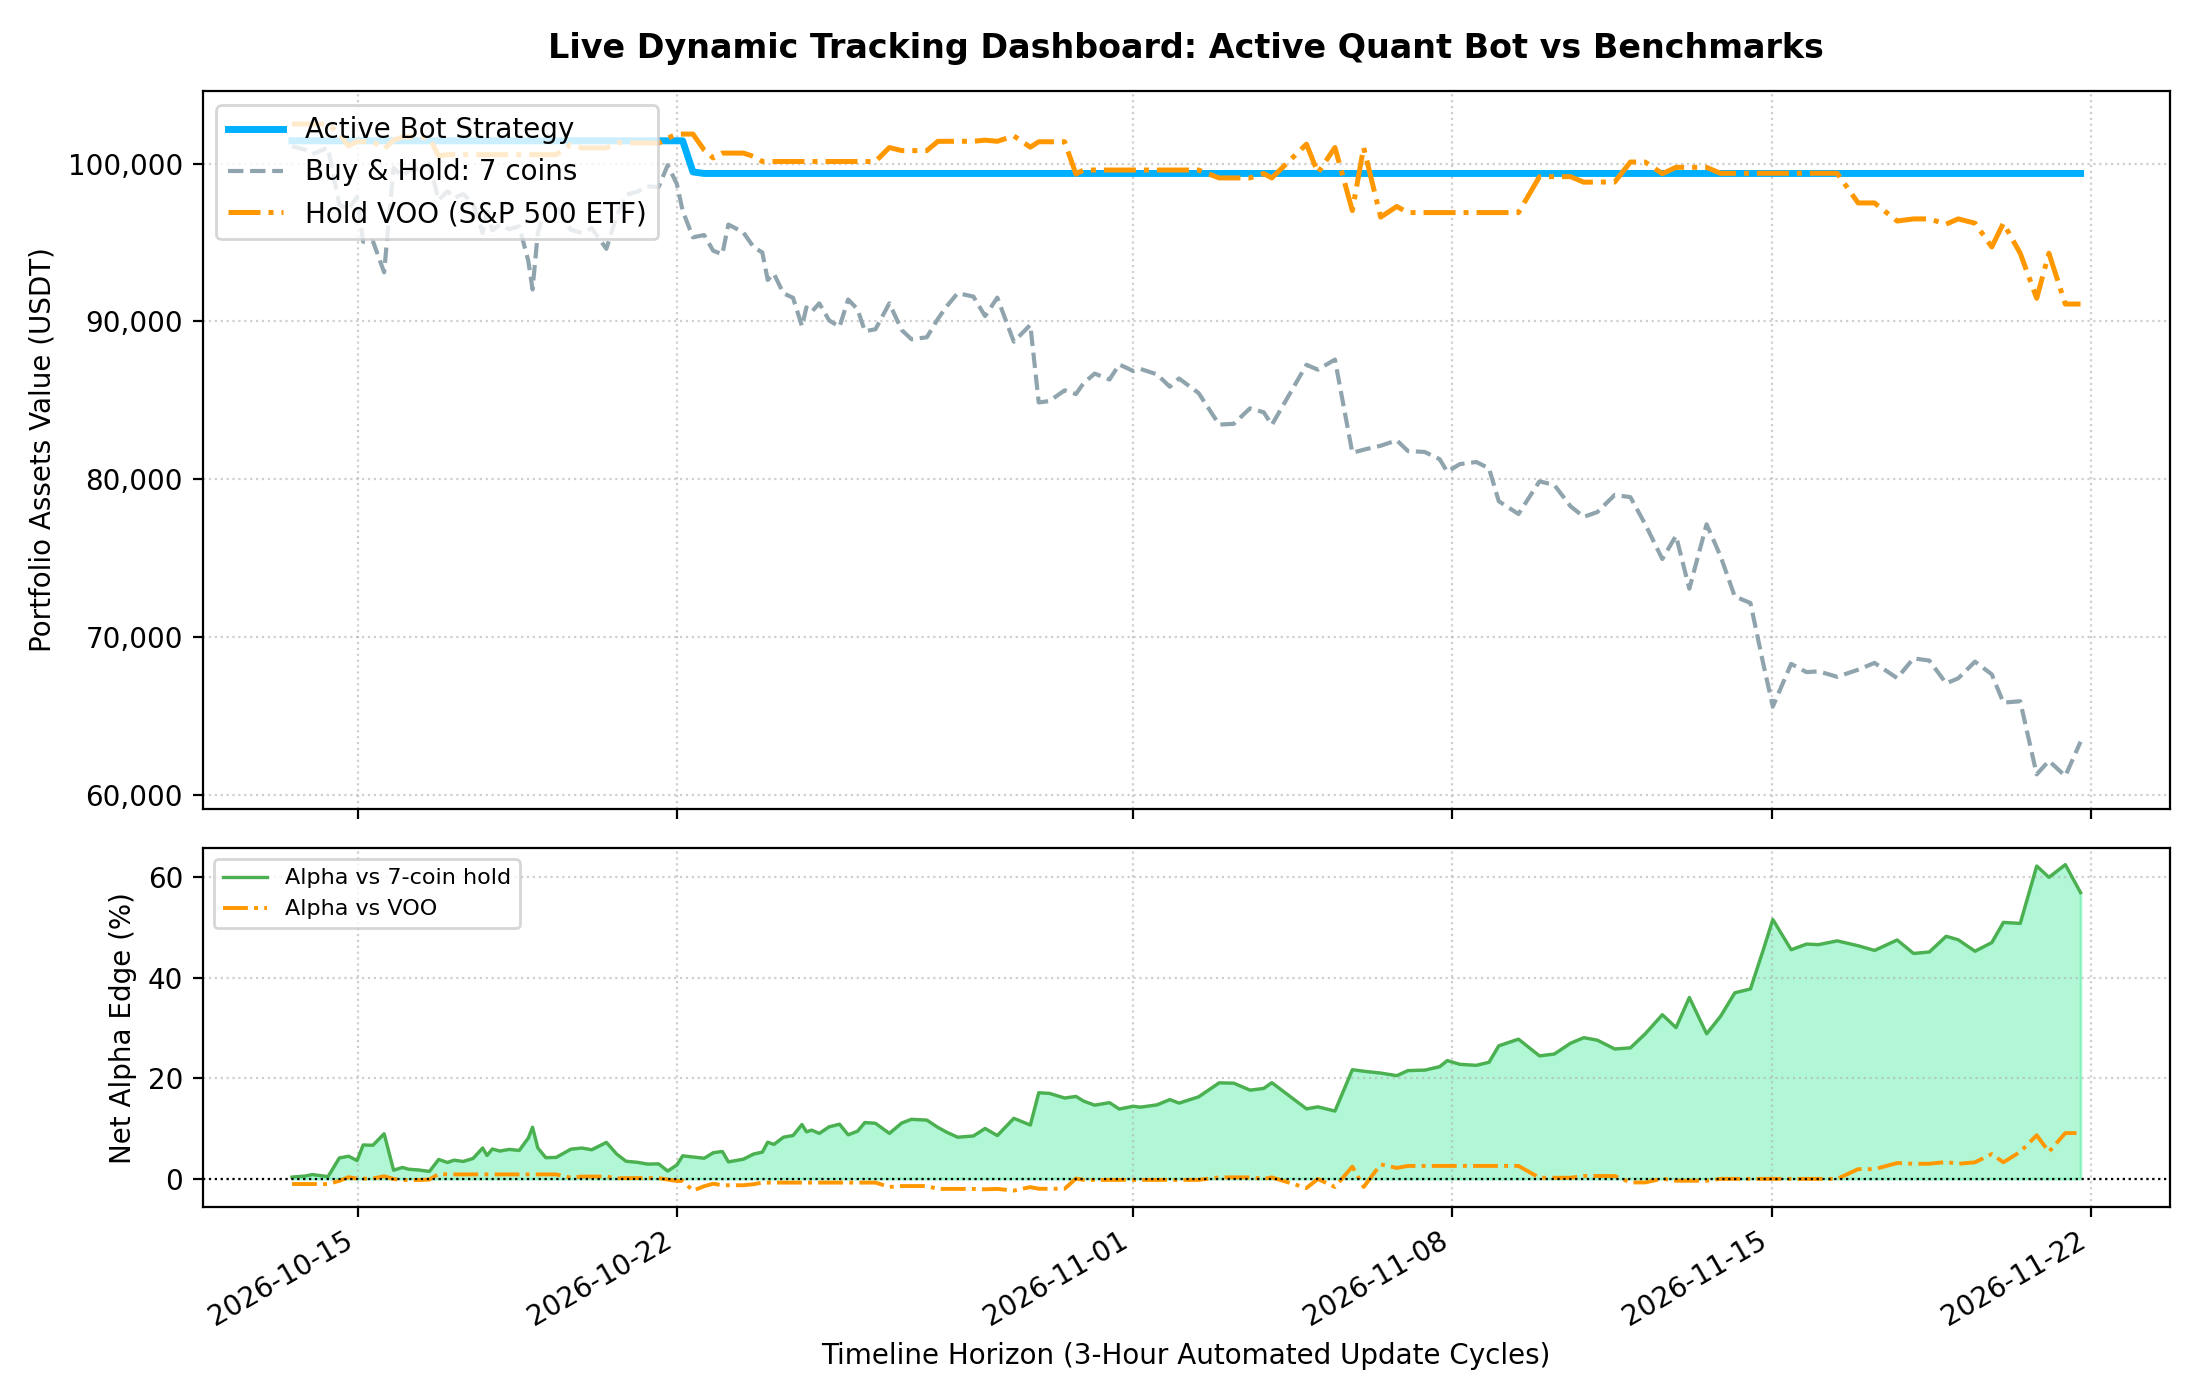 Live Dynamic Tracking Dashboard: Active Quant Bot vs Benchmarks
Active Bot Strategy
Buy & Hold: 7 coins
Hold VOO (S&P 500 ETF)
Portfolio Assets Value (USDT)
100,000
90,000
80,000
70,000
60,000
Alpha vs 7-coin hold
Alpha vs VOO
Net Alpha Edge (%)
60
40
20
0
2026-10-15
2026-10-22
2026-11-01
2026-11-08
2026-11-15
2026-11-22
Timeline Horizon (3-Hour Automated Update Cycles)